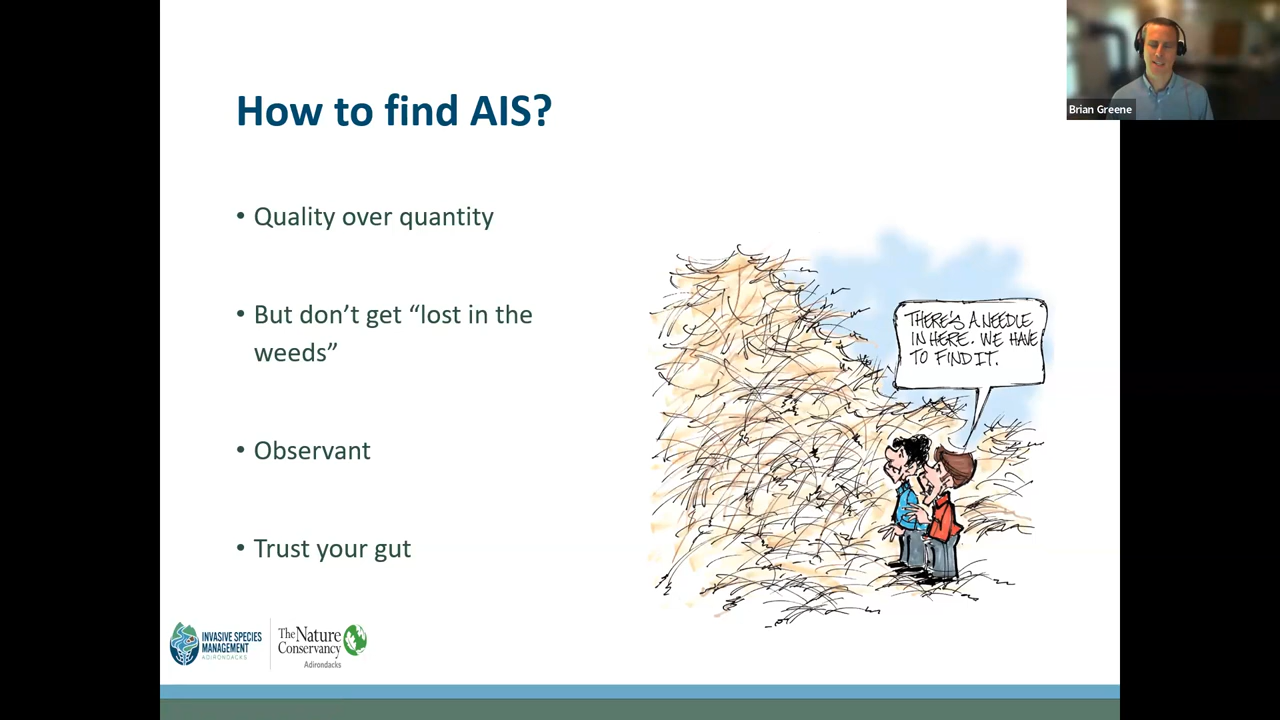 How to find AIS?
• Quality over quantity
• But don't get “lost in the
weeds”
• Observant
• Trust your gut
THERE'S A NEEDLE
IN HERE. WE HAVE
TO FIND IT.
INVASIVE SPECIES
MANAGEMENT
ADIRONDACKS
The Nature
Conservancy
Adirondacks
Brian Greene